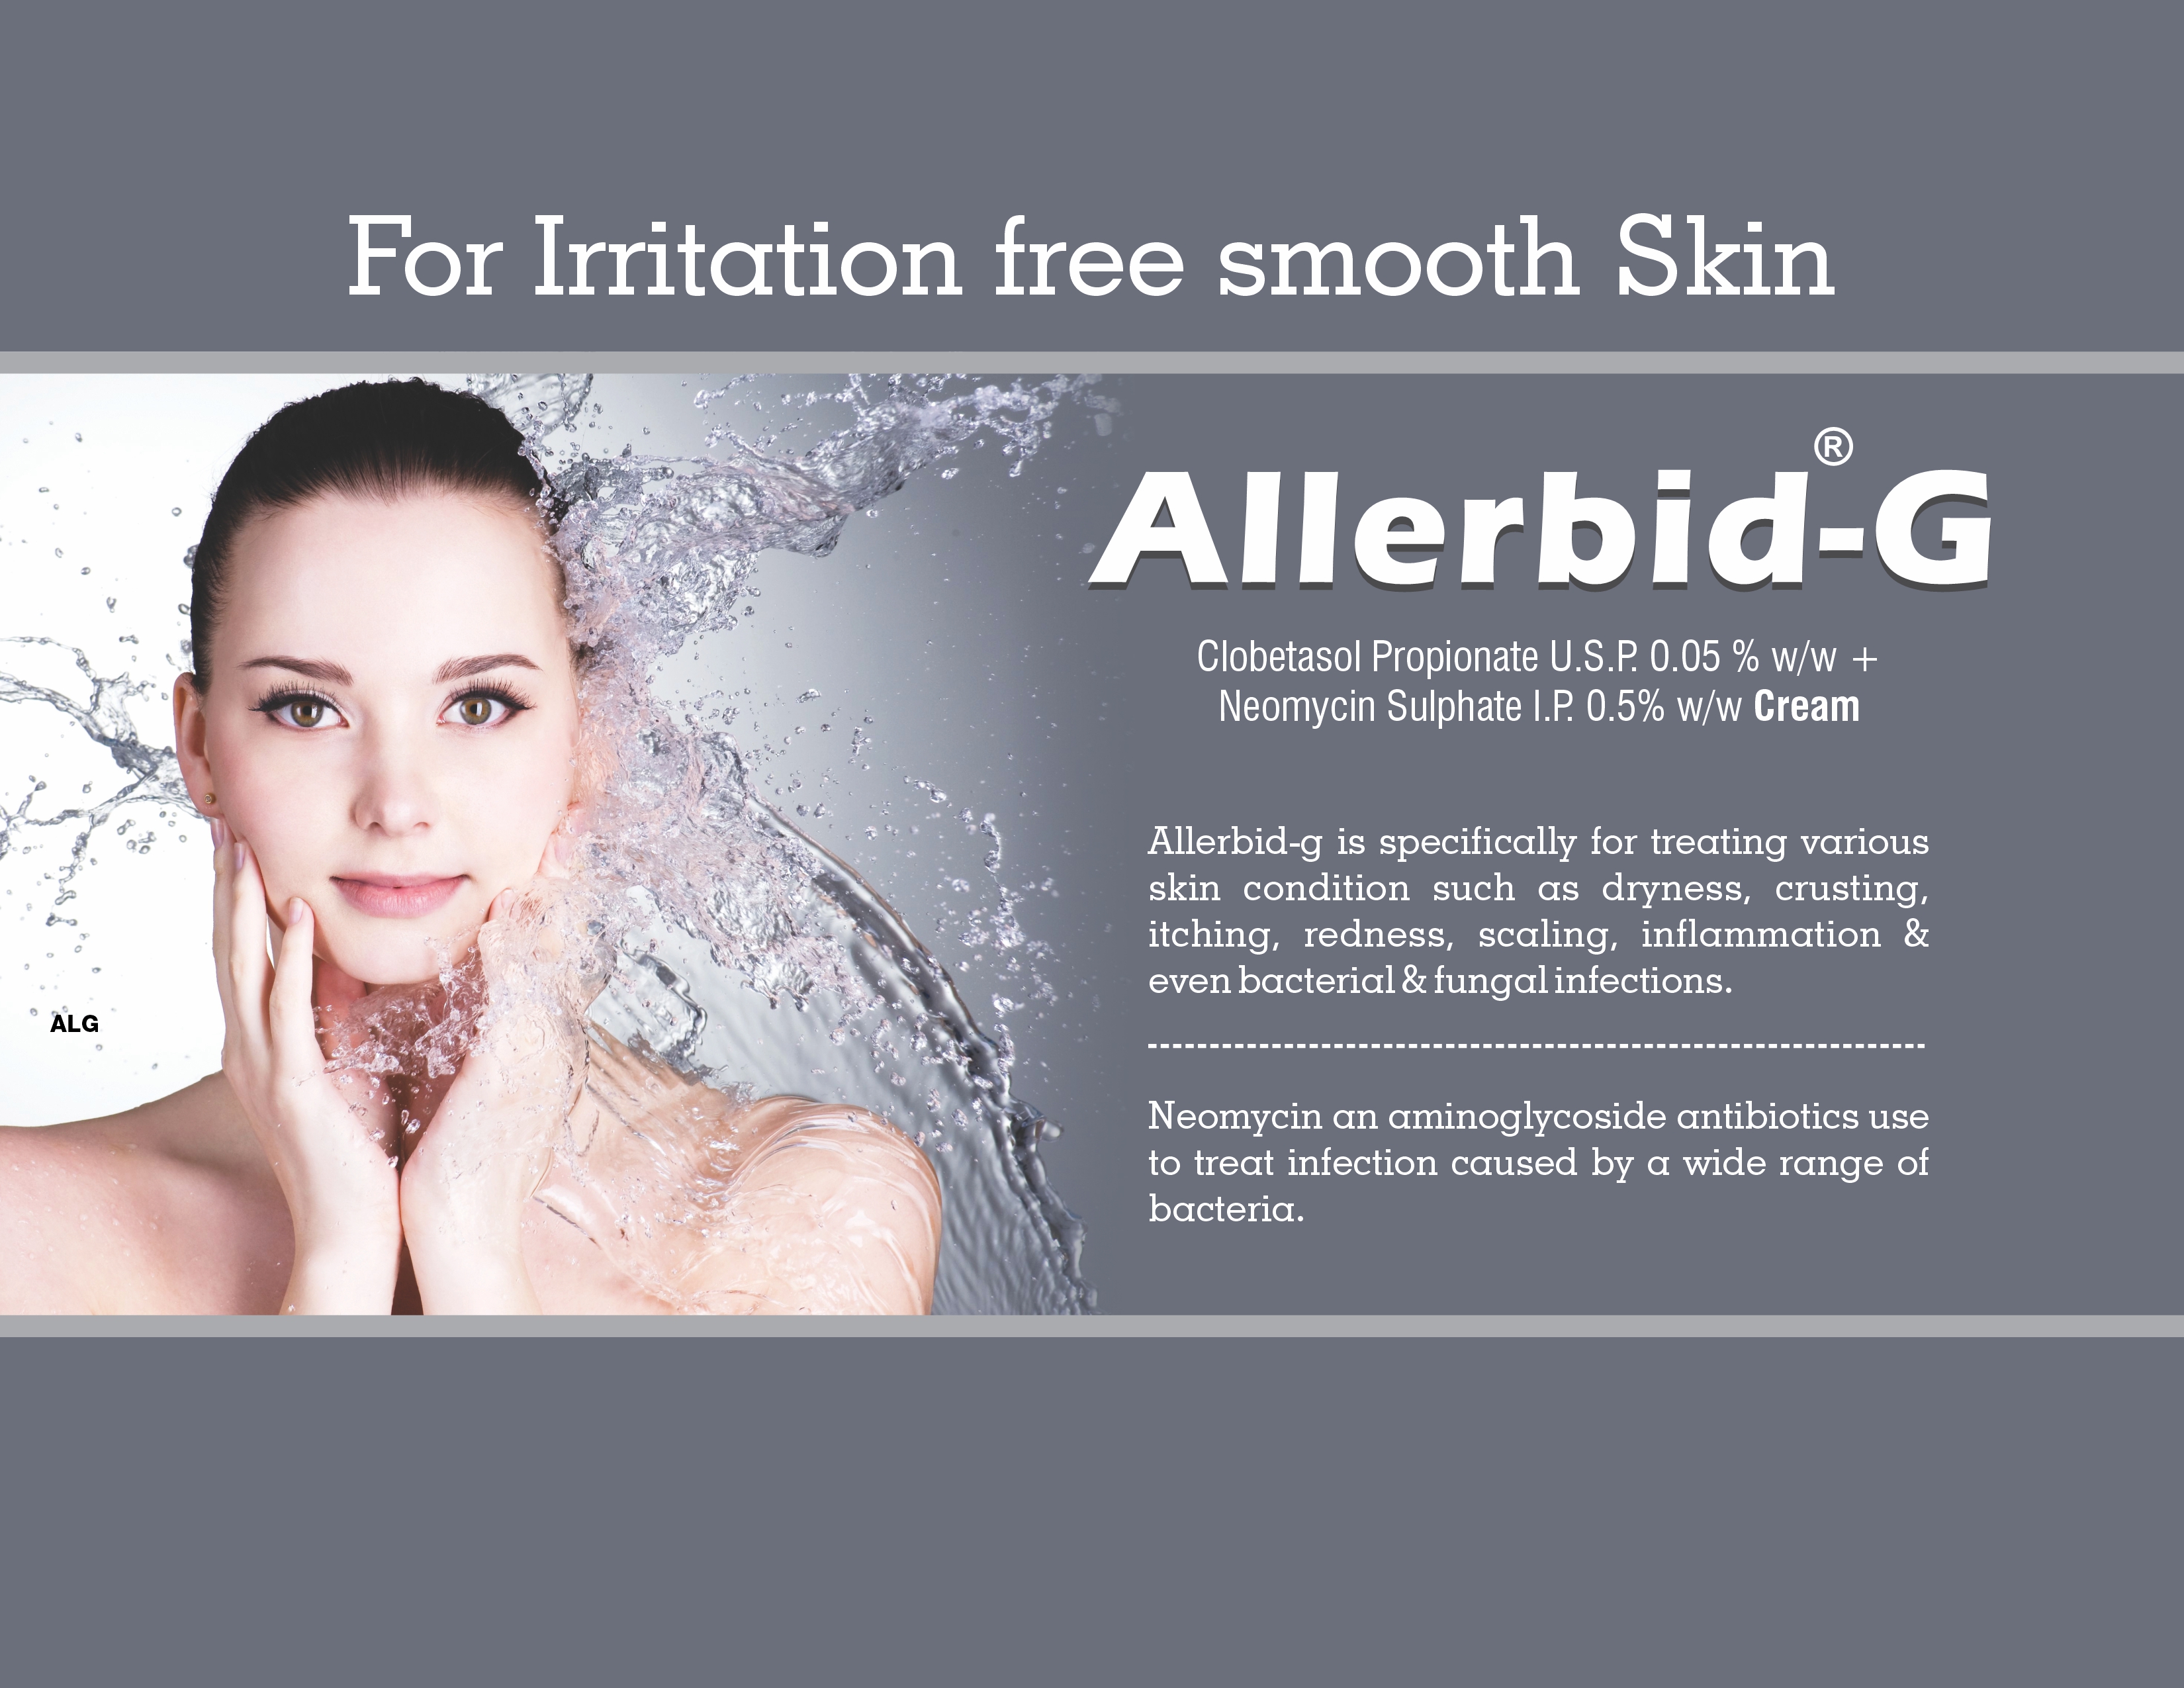 For Irritation free smooth Skin
Allerbid-G®
Clobetasol Propionate U.S.P. 0.05 % w/w +
Neomycin Sulphate I.P. 0.5% w/w Cream
Allerbid-g is specifically for treating various
skin condition such as dryness, crusting,
itching, redness, scaling, inflammation &
even bacterial & fungal infections.
Neomycin an aminoglycoside antibiotics use
to treat infection caused by a wide range of
bacteria.
ALG